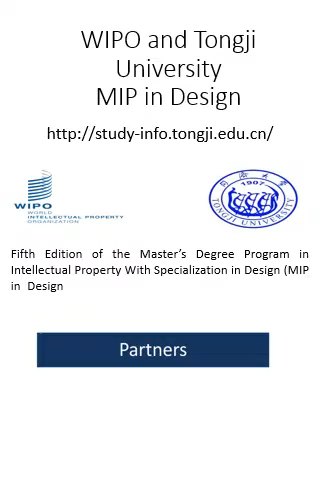 WIPO and Tongji
University
MIP in Design
http://study-info.tongji.edu.cn/
WIPO
WORLD
INTELLECTUAL PROPERTY
ORGANIZATION
1907
TONGJI UNIVERSITY
Fifth Edition of the Master’s Degree Program in
Intellectual Property With Specialization in Design (MIP
in Design
Partners